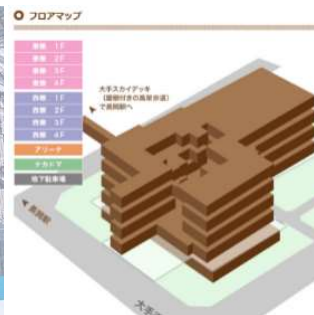 フロアマップ
東棟 1F
東棟 2F
東棟 3F
東棟 4F
西棟 1F
西棟 2F
西棟 3F
西棟 4F
アリーナ
ナカドマ
地下駐車場
大手スカイデッキ
(屋根付きの高架歩道)
で長岡駅へ
長岡駅
大手